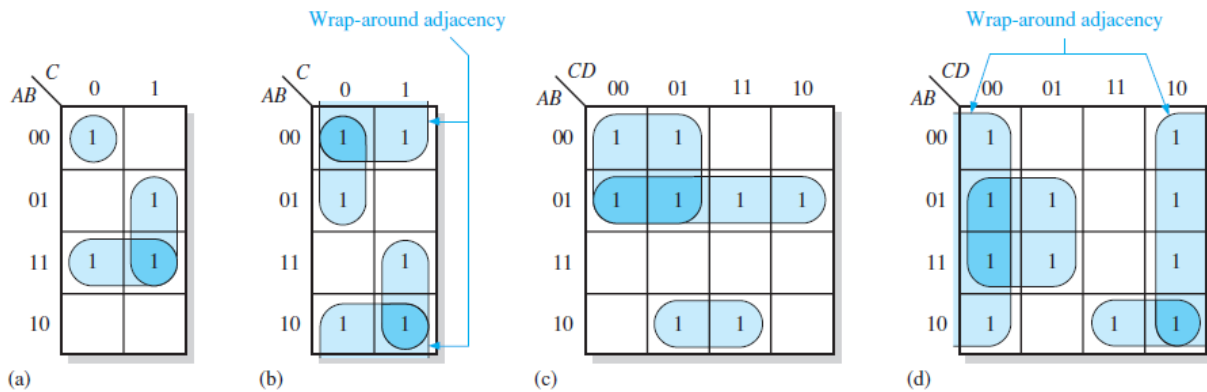 Wrap-around adjacency
Wrap-around adjacency
C
AB
0 1
00 1
01 1
11 1 1
10
(a)
C
AB
0 1
00 1 1
01 1
11 1
10 1 1
(b)
CD
AB
00 01 11 10
00 1 1
01 1 1 1 1
11
10 1 1
(c)
CD
AB
00 01 11 10
00 1 1
01 1 1 1
11 1 1 1
10 1 1 1
(d)